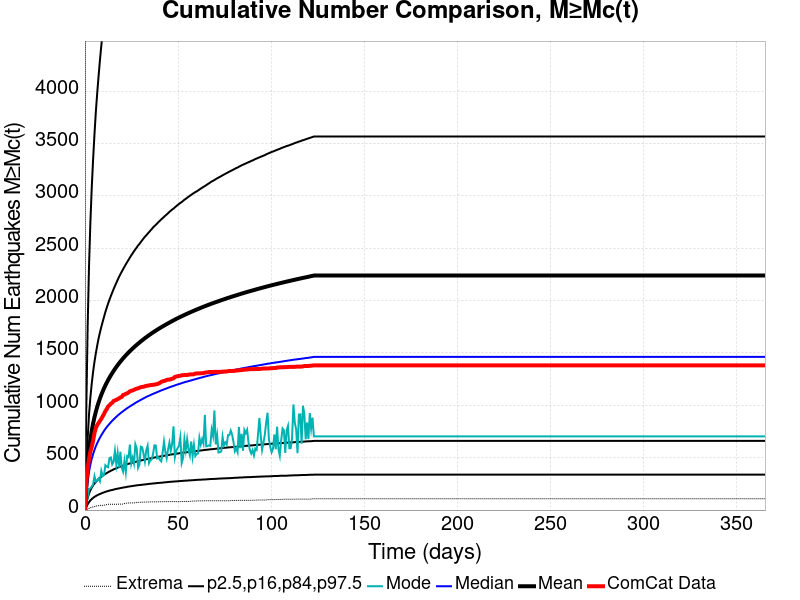 Cumulative Number Comparison, M≥Mc(t)
Cumulative Num Earthquakes M≥Mc(t)
4000
3500
3000
2500
2000
1500
1000
500
0
0 50 100 150 200 250 300 350
Time (days)
Extrema p2.5,p16,p84,p97.5 Mode Median Mean ComCat Data